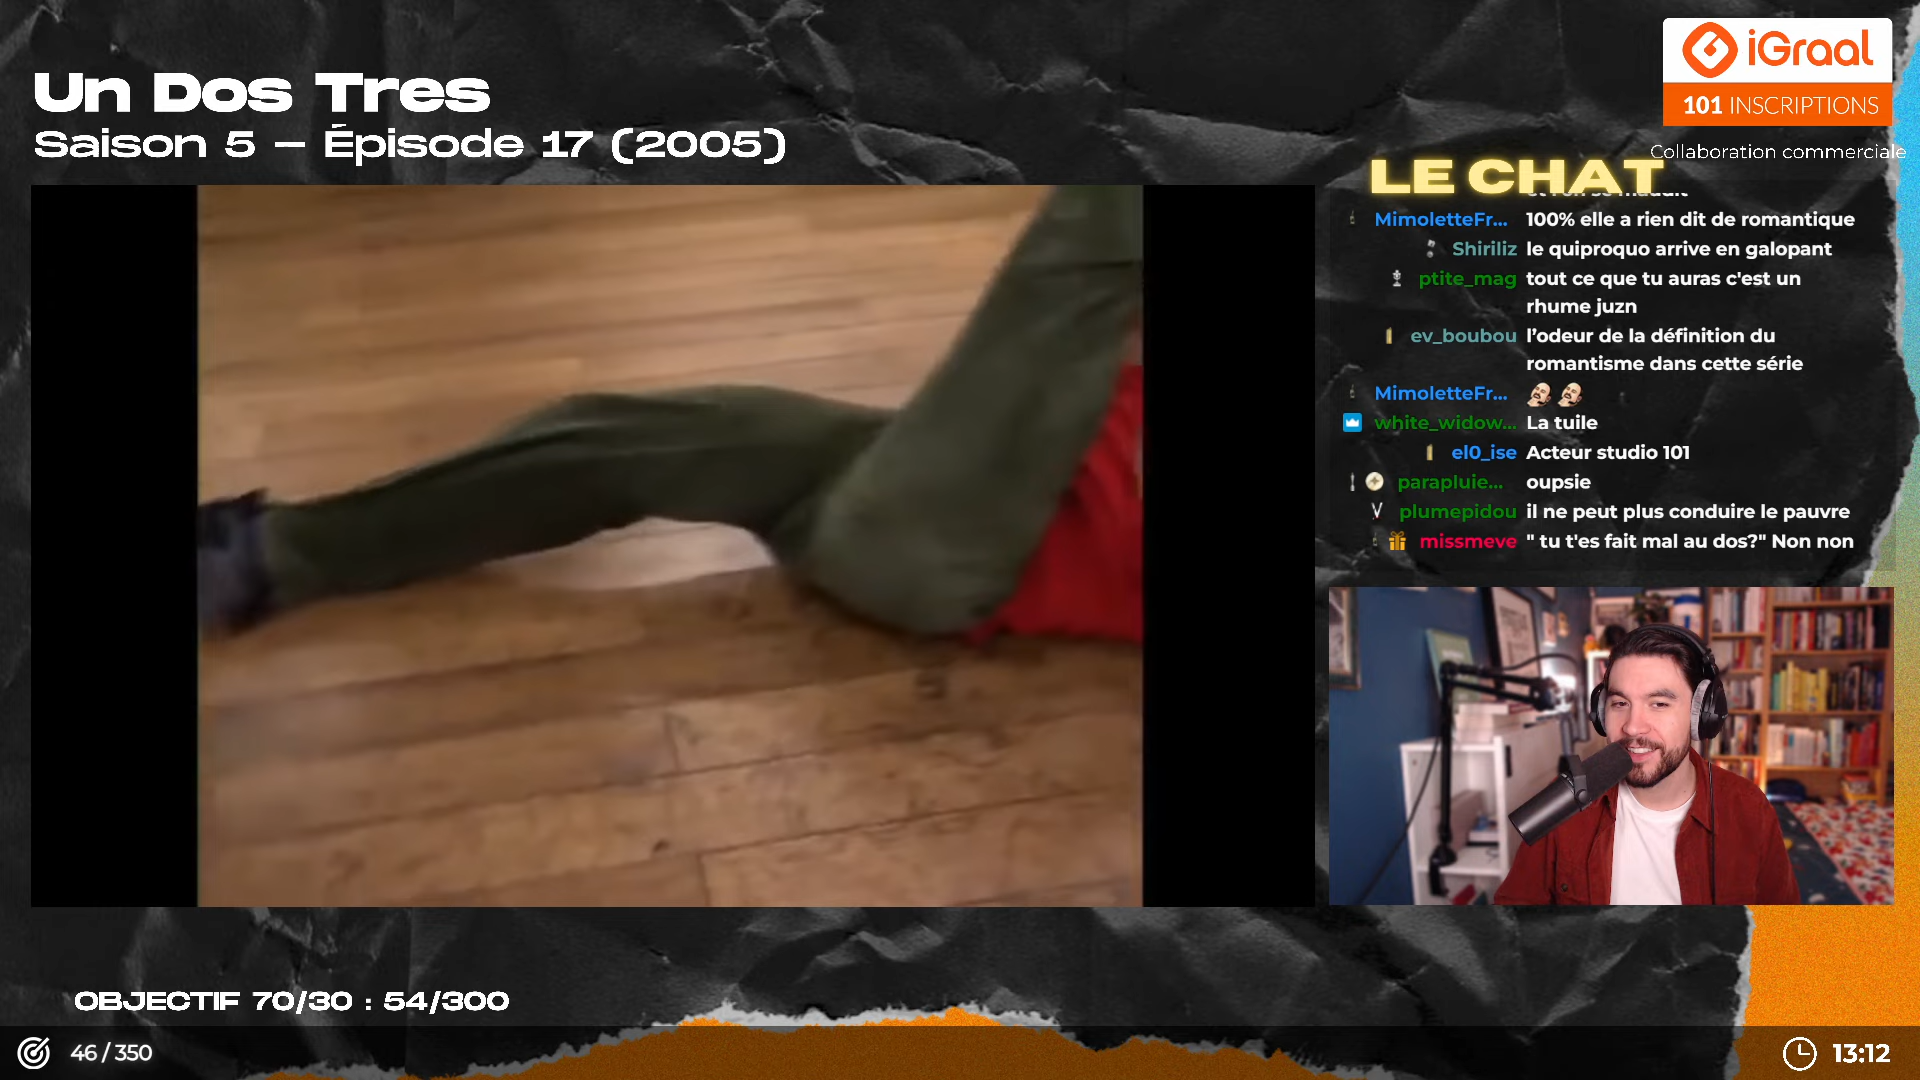 Un Dos Tres
Saison 5 – Épisode 17 (2005)
iGraal
101 INSCRIPTIONS
Collaboration commerciale
LE CHAT
MimoletteFr... 100% elle a rien dit de romantique
Shiriliz le quiproquo arrive en galopant
ptite_mag tout ce que tu auras c'est un
rhume juzn
ev_boubou l’odeur de la définition du
romantisme dans cette série
MimoletteFr...
white_widow... La tuile
el0_ise Acteur studio 101
parapluie... oupsie
plumepidou il ne peut plus conduire le pauvre
missmeve " tu t'es fait mal au dos?" Non non
OBJECTIF 70/30 : 54/300
46 / 350
13:12